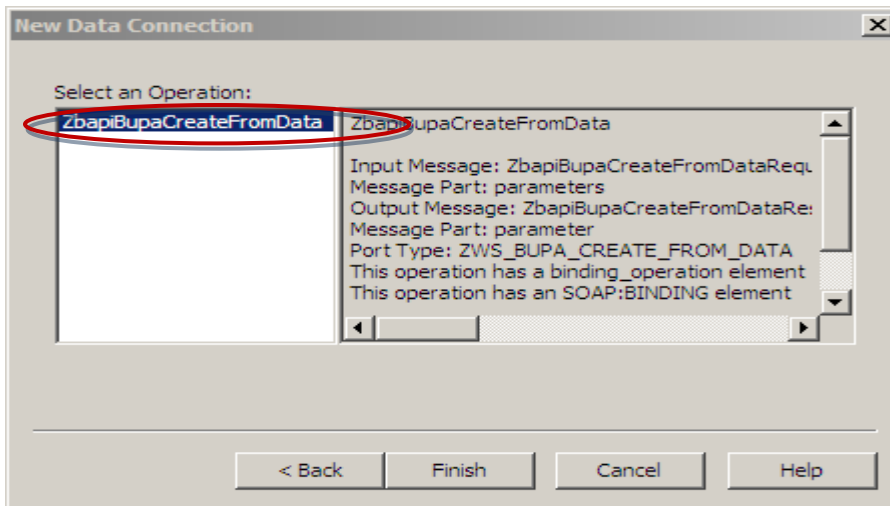 New Data Connection
Select an Operation:
ZbapiBupaCreateFromData
ZbapiBupaCreateFromData
Input Message: ZbapiBupaCreateFromDataRequ
Message Part: parameters
Output Message: ZbapiBupaCreateFromDataRe
Message Part: parameter
Port Type: ZWS_BUPA_CREATE_FROM_DATA
This operation has a binding_operation element
This operation has an SOAP:BINDING element
< Back Finish Cancel Help